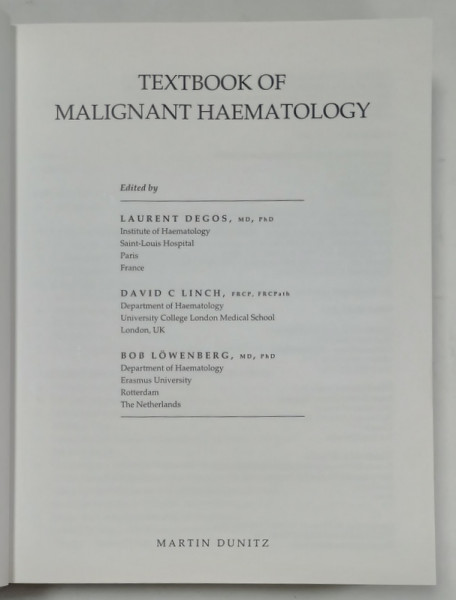 TEXTBOOK OF
MALIGNANT HAEMATOLOGY
Edited by
LAURENT DEGOS, MD, PhD
Institute of Haematology
Saint-Louis Hospital
Paris
France
DAVID C LINCH, FRCP, FRCPath
Department of Haematology
University College London Medical School
London, UK
BOB LÖWENBERG, MD, PhD
Department of Haematology
Erasmus University
Rotterdam
The Netherlands
MARTIN DUNITZ